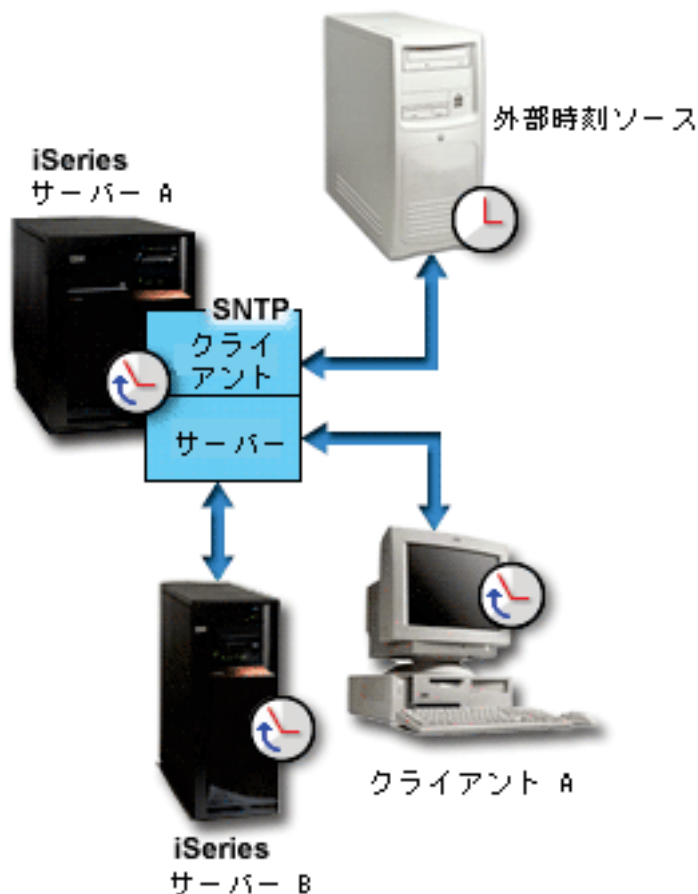 外部時刻ソース
iSeries
サーバー A
SNTP
クライ
アント
サーバー
クライアント A
iSeries
サーバー B